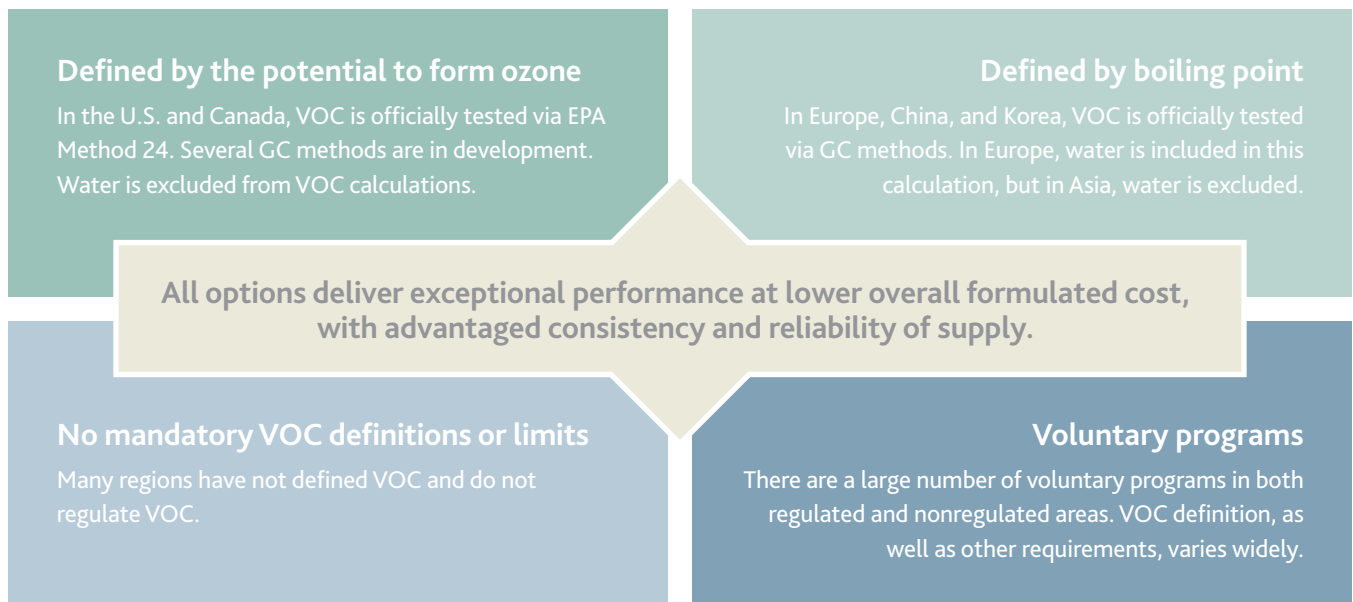 Defined by the potential to form ozone
In the U.S. and Canada, VOC is officially tested via EPA
Method 24. Several GC methods are in development.
Water is excluded from VOC calculations.
Defined by boiling point
In Europe, China, and Korea, VOC is officially tested
via GC methods. In Europe, water is included in this
calculation, but in Asia, water is excluded.
All options deliver exceptional performance at lower overall formulated cost,
with advantaged consistency and reliability of supply.
No mandatory VOC definitions or limits
Many regions have not defined VOC and do not
regulate VOC.
Voluntary programs
There are a large number of voluntary programs in both
regulated and nonregulated areas. VOC definition, as
well as other requirements, varies widely.